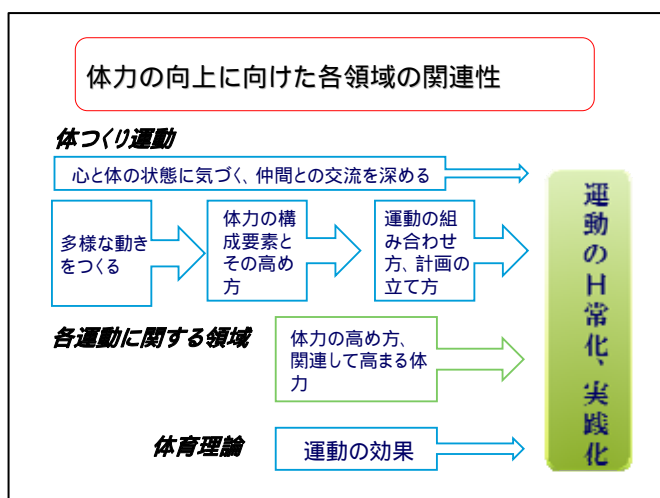 体力の向上に向けた各領域の関連性
体つくり運動
心と体の状態に気づく、仲間との交流を深める
多様な動き
をつくる
体力の構
成要素と
その高め
方
運動の組
み合わせ
方、計画の
立て方
各運動に関する領域
体力の高め方、
関連して高まる体
力
体育理論
運動の効果
運動のH常化、実践化